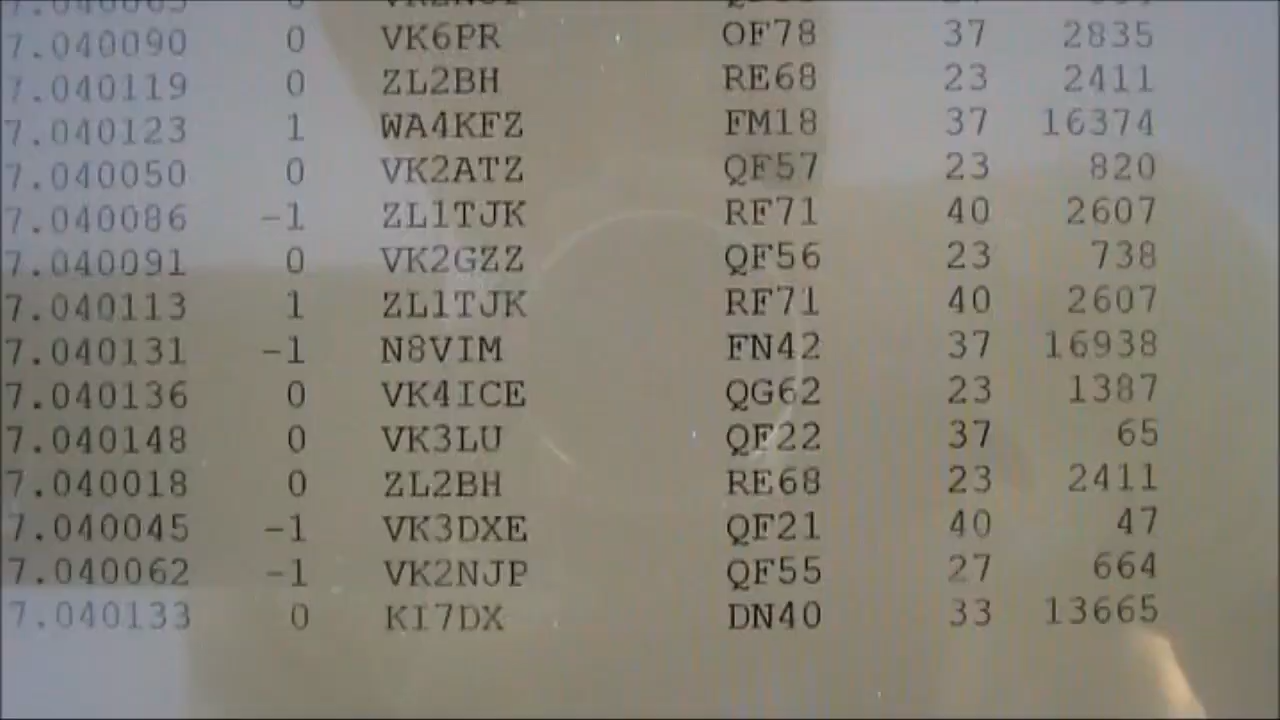 7.040090 0 VK6PR OF78 37 2835
7.040119 0 ZL2BH RE68 23 2411
7.040123 1 WA4KFZ FM18 37 16374
7.040050 0 VK2ATZ QF57 23 820
7.040086 -1 ZL1TJK RF71 40 2607
7.040091 0 VK2GZZ QF56 23 738
7.040113 1 ZL1TJK RF71 40 2607
7.040131 -1 N8VIM FN42 37 16938
7.040136 0 VK4ICE QG62 23 1387
7.040148 0 VK3LU QF22 37 65
7.040018 0 ZL2BH RE68 23 2411
7.040045 -1 VK3DXE QF21 40 47
7.040062 -1 VK2NJP QF55 27 664
7.040133 0 KI7DX DN40 33 13665